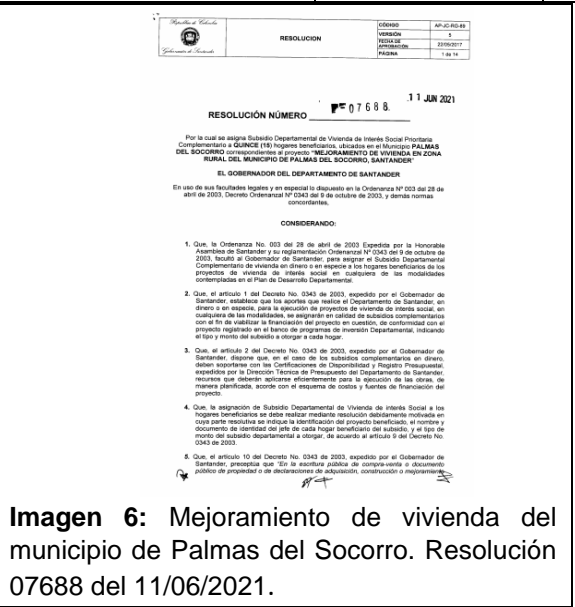 República de Colombia
Gobernación de Santander
RESOLUCION
CÓDIGO AP-JC-RG-89
VERSIÓN 5
FECHA DE APROBACIÓN 22/05/2017
PÁGINA 1 de 14
11 JUN 2021
RESOLUCIÓN NÚMERO 07688
Por la cual se asigna Subsidio Departamental de Vivienda de Interés Social Prioritaria
Complementario a QUINCE (15) hogares beneficiarios, ubicados en el Municipio PALMAS
DEL SOCORRO correspondientes al proyecto "MEJORAMIENTO DE VIVIENDA EN ZONA
RURAL DEL MUNICIPIO DE PALMAS DEL SOCORRO, SANTANDER"
EL GOBERNADOR DEL DEPARTAMENTO DE SANTANDER
En uso de sus facultades legales y en especial lo dispuesto en la Ordenanza Nº 003 del 28 de
abril de 2003, Decreto Ordenanzal Nº 0343 del 9 de octubre de 2003, y demás normas
concordantes,
CONSIDERANDO:
1. Que, la Ordenanza No. 003 del 28 de abril de 2003 Expedida por la Honorable
Asamblea de Santander y su reglamentación Ordenanzal Nº 0343 del 9 de octubre de
2003, facultó al Gobernador de Santander, para asignar el Subsidio Departamental
Complementario de vivienda en dinero o en especie a los hogares beneficiarios de los
proyectos de vivienda de interés social en cualquiera de las modalidades
contempladas en el Plan de Desarrollo Departamental.
2. Que, el artículo 1 del Decreto No. 0343 de 2003, expedido por el Gobernador de
Santander, establece que los aportes que realice el Departamento de Santander, en
dinero o en especie, para la ejecución de proyectos de vivienda de interés social, en
cualquiera de las modalidades, se asignarán en calidad de subsidios complementarios
con el fin de viabilizar la financiación del proyecto en cuestión, de conformidad con el
proyecto registrado en el banco de programas de inversión Departamental, indicando
el tipo y monto del subsidio a otorgar a cada hogar.
3. Que, el artículo 2 del Decreto No. 0343 de 2003, expedido por el Gobernador de
Santander, dispone que, en el caso de los subsidios complementarios en dinero,
deben soportarse con las Certificaciones de Disponibilidad y Registro Presupuestal,
expedidos por la Dirección Técnica de Presupuesto del Departamento de Santander,
recursos que deberán aplicarse eficientemente para la ejecución de las obras, de
manera planificada, acorde con el esquema de costos y fuentes de financiación del
proyecto.
4. Que, la asignación de Subsidio Departamental de Vivienda de interés Social a los
hogares beneficiarios se debe realizar mediante resolución debidamente motivada en
cuya parte resolutiva se indique la identificación del proyecto beneficiado, el nombre y
documento de identidad del jefe de cada hogar beneficiario del subsidio, y el tipo de
monto del subsidio departamental a otorgar, de acuerdo al artículo 9 del Decreto No.
0343 de 2003.
5. Que, el artículo 10 del Decreto No. 0343 de 2003, expedido por el Gobernador de
Santander, preceptúa que "En la escritura pública de compra-venta o documento
público de propiedad o de declaraciones de adquisición, construcción o mejoramiento
Imagen 6: Mejoramiento de vivienda del
municipio de Palmas del Socorro. Resolución
07688 del 11/06/2021.